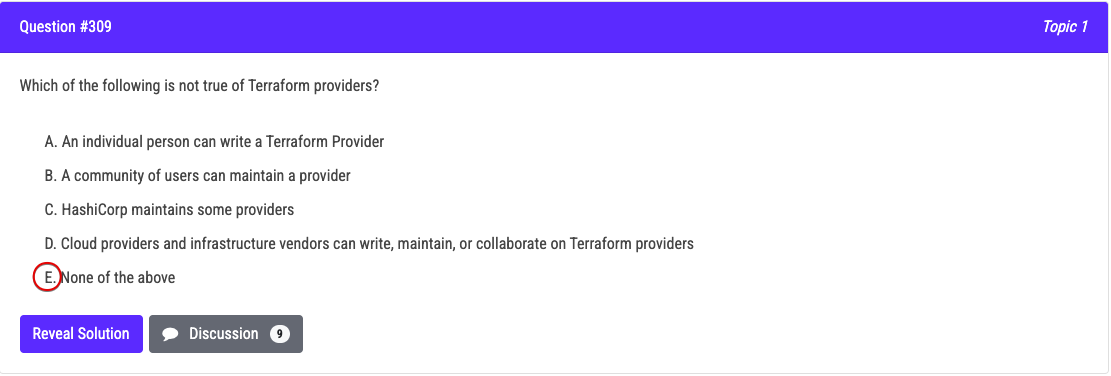 Question #309
Topic 1
Which of the following is not true of Terraform providers?
A. An individual person can write a Terraform Provider
B. A community of users can maintain a provider
C. HashiCorp maintains some providers
D. Cloud providers and infrastructure vendors can write, maintain, or collaborate on Terraform providers
E. None of the above
Reveal Solution
Discussion 9